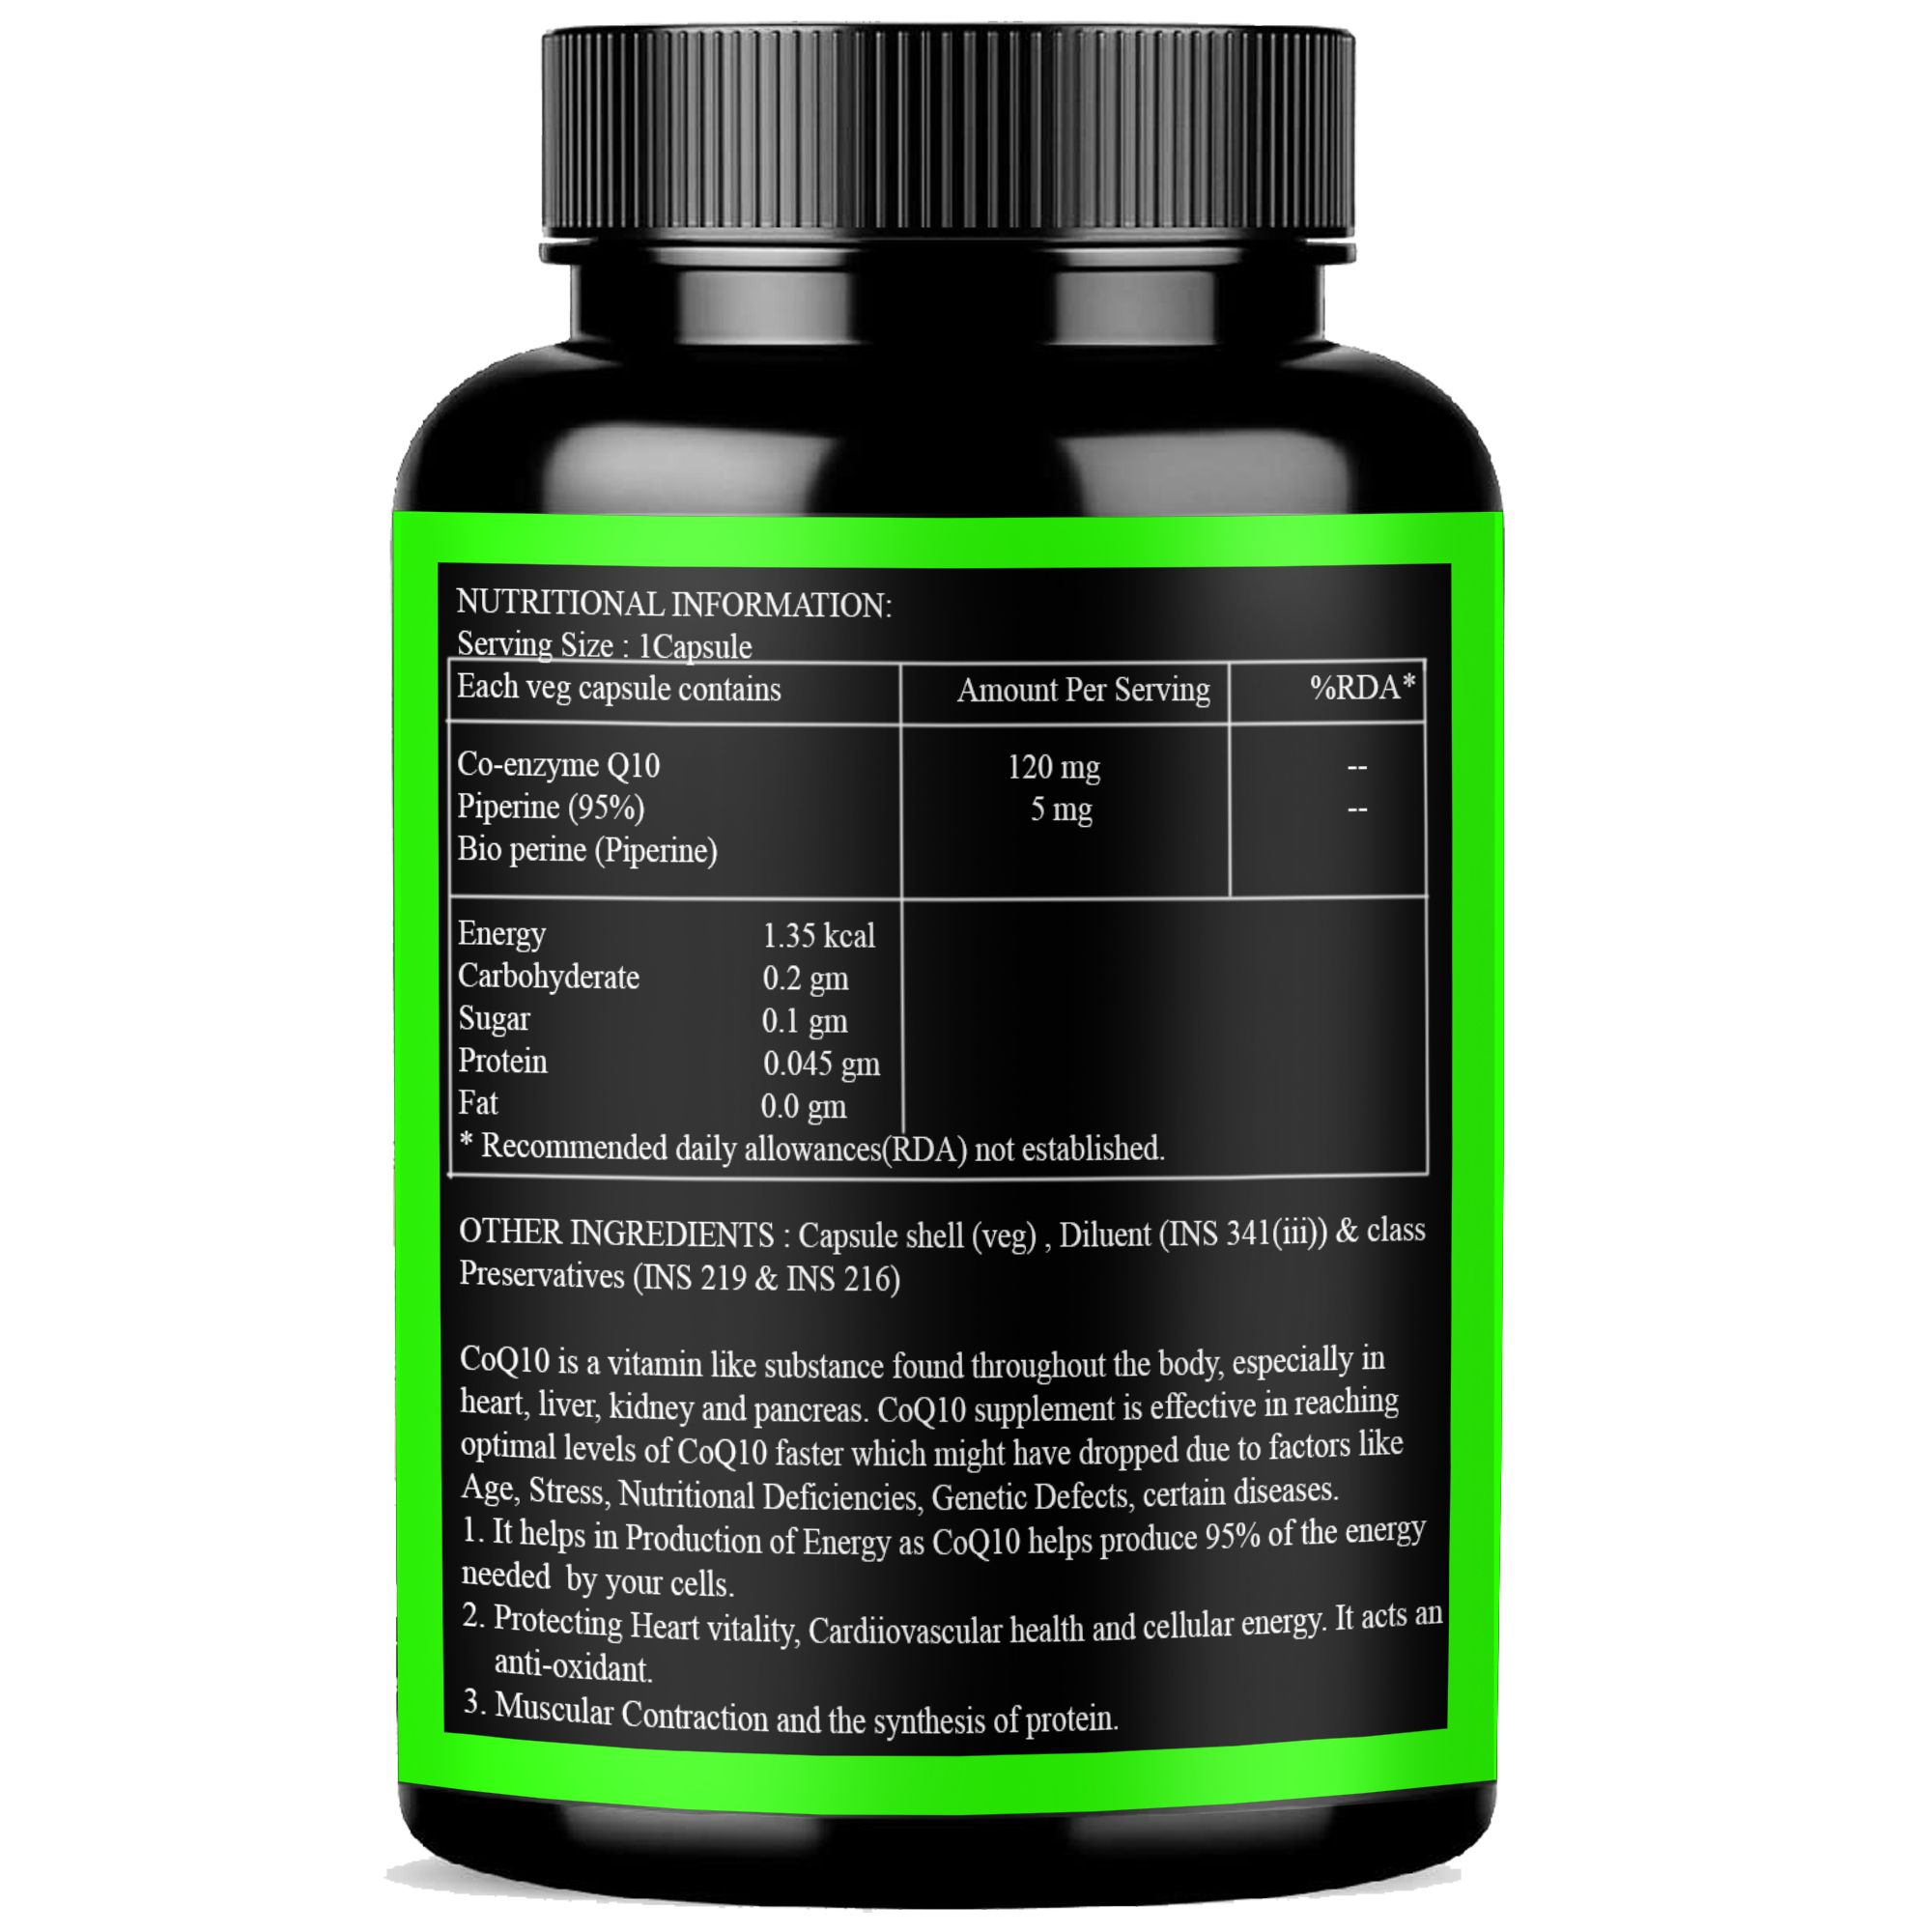 NUTRITIONAL INFORMATION:
Serving Size : 1Capsule
Each veg capsule contains Amount Per Serving %RDA*
Co-enzyme Q10 120 mg --
Piperine (95%) 5 mg --
Bio perine (Piperine)
Energy 1.35 kcal
Carbohyderate 0.2 gm
Sugar 0.1 gm
Protein 0.045 gm
Fat 0.0 gm
* Recommended daily allowances(RDA) not established.
OTHER INGREDIENTS : Capsule shell (veg) , Diluent (INS 341(iii)) & class
Preservatives (INS 219 & INS 216)
CoQ10 is a vitamin like substance found throughout the body, especially in
heart, liver, kidney and pancreas. CoQ10 supplement is effective in reaching
optimal levels of CoQ10 faster which might have dropped due to factors like
Age, Stress, Nutritional Deficiencies, Genetic Defects, certain diseases.
1. It helps in Production of Energy as CoQ10 helps produce 95% of the energy
needed by your cells.
2. Protecting Heart vitality, Cardiiovascular health and cellular energy. It acts an
anti-oxidant.
3. Muscular Contraction and the synthesis of protein.